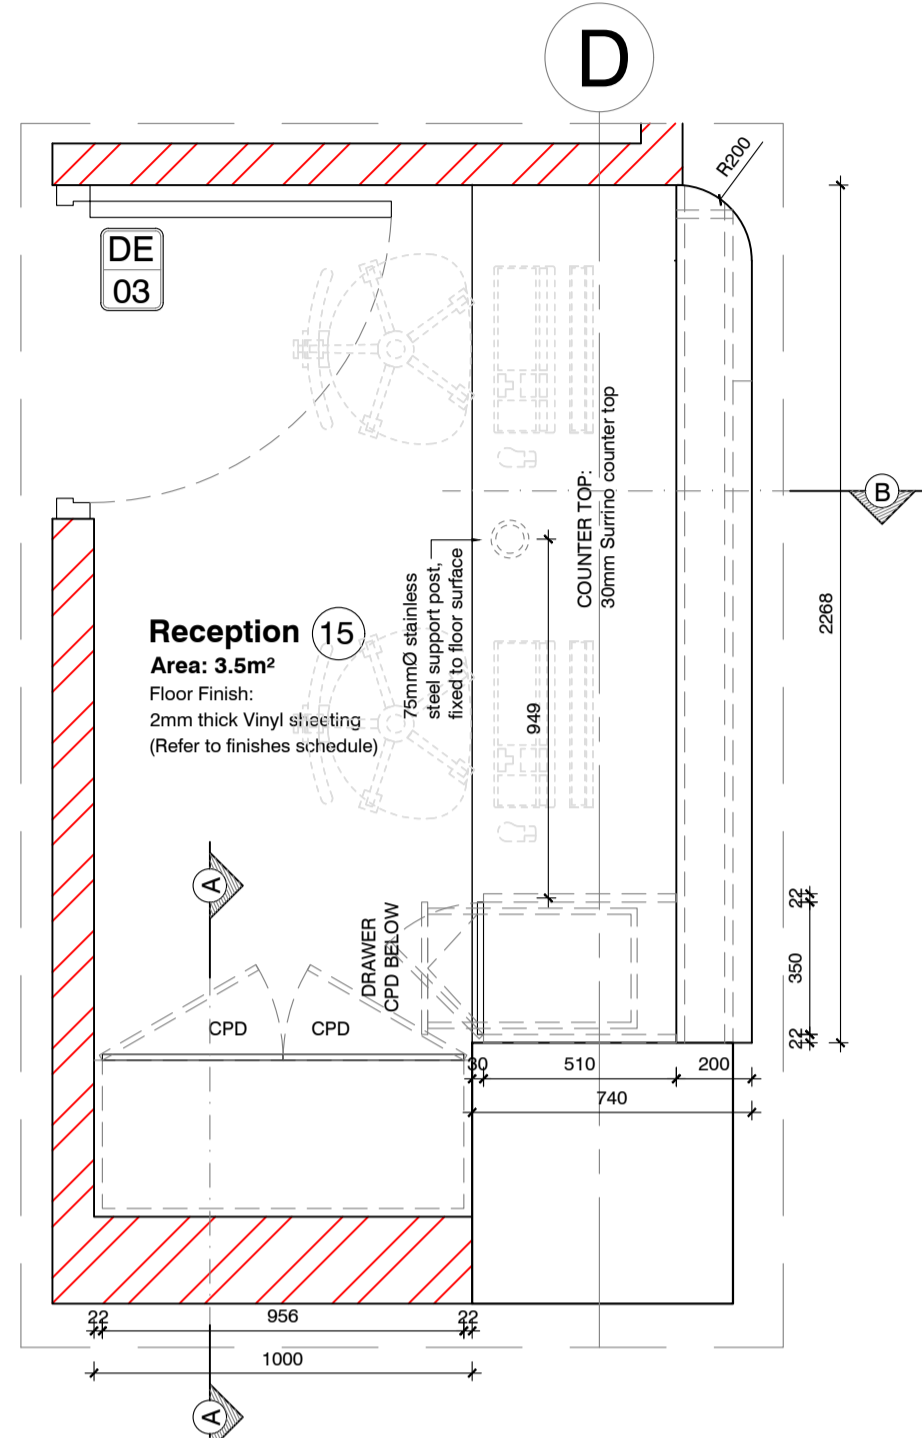 D
R200
DE
03
COUNTER TOP:
30mm Surrino counter top
B
75mmØ stainless
steel support post,
fixed to floor surface
2268
Reception 15
Area: 3.5m²
Floor Finish:
2mm thick Vinyl sheeting
(Refer to finishes schedule)
949
A
DRAWER
CPD BELOW
22
350
22
CPD
CPD
30
510
200
740
22
956
22
1000
A